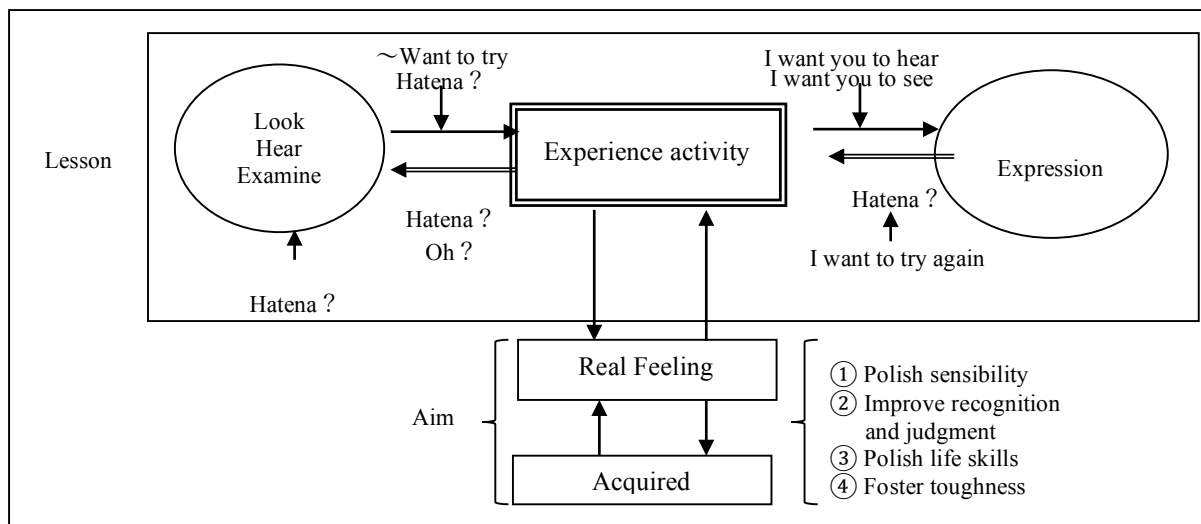 Lesson
~Want to try
Hatena?
Look
Hear
Examine
Hatena?
Hatena?
Oh?
Experience activity
I want you to hear
I want you to see
Expression
Hatena?
I want to try again
Aim
Real Feeling
Acquired
① Polish sensibility
② Improve recognition
and judgment
③ Polish life skills
④ Foster toughness